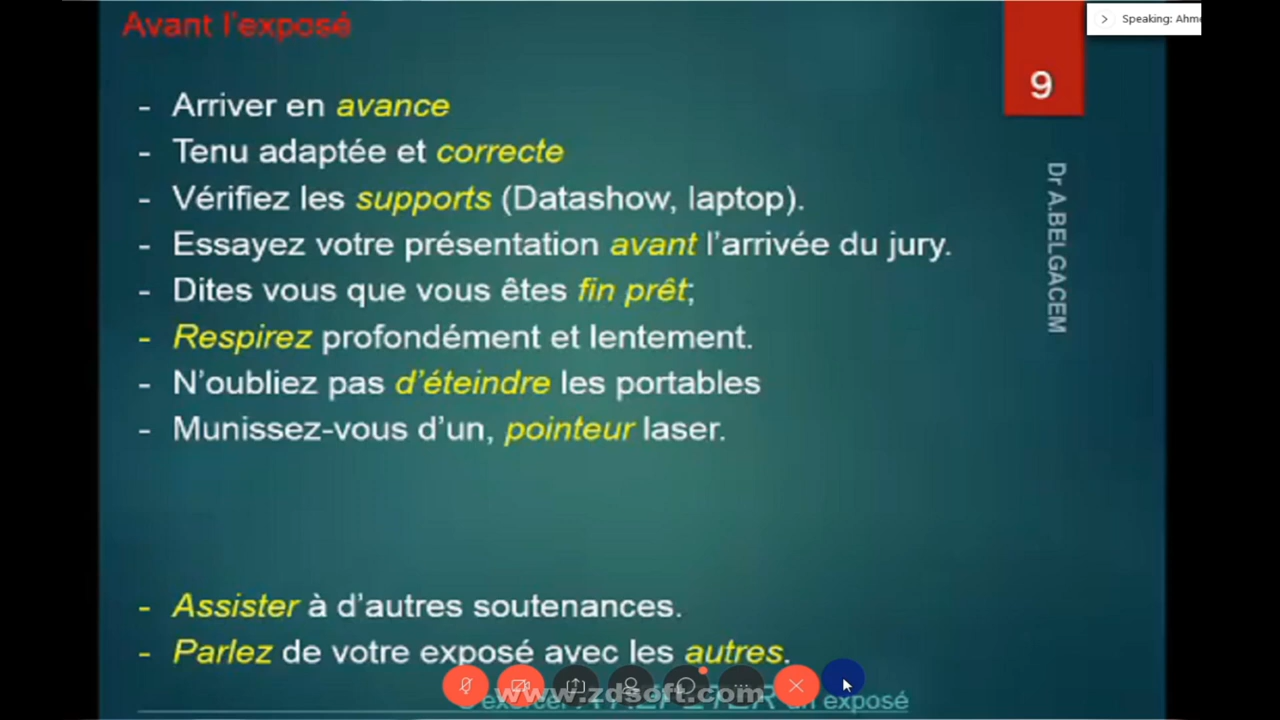 Avant l'exposé
9
Speaking: Ahm
- Arriver en avance
- Tenu adaptée et correcte
- Vérifiez les supports (Datashow, laptop).
- Essayez votre présentation avant l'arrivée du jury.
- Dites vous que vous êtes fin prêt;
- Respirez profondément et lentement.
- N'oubliez pas d'éteindre les portables
- Munissez-vous d'un, pointeur laser.
Dr A.BELGACEM
- Assister à d'autres soutenances.
- Parlez de votre exposé avec les autres.
www.zdsoft.com
exposé